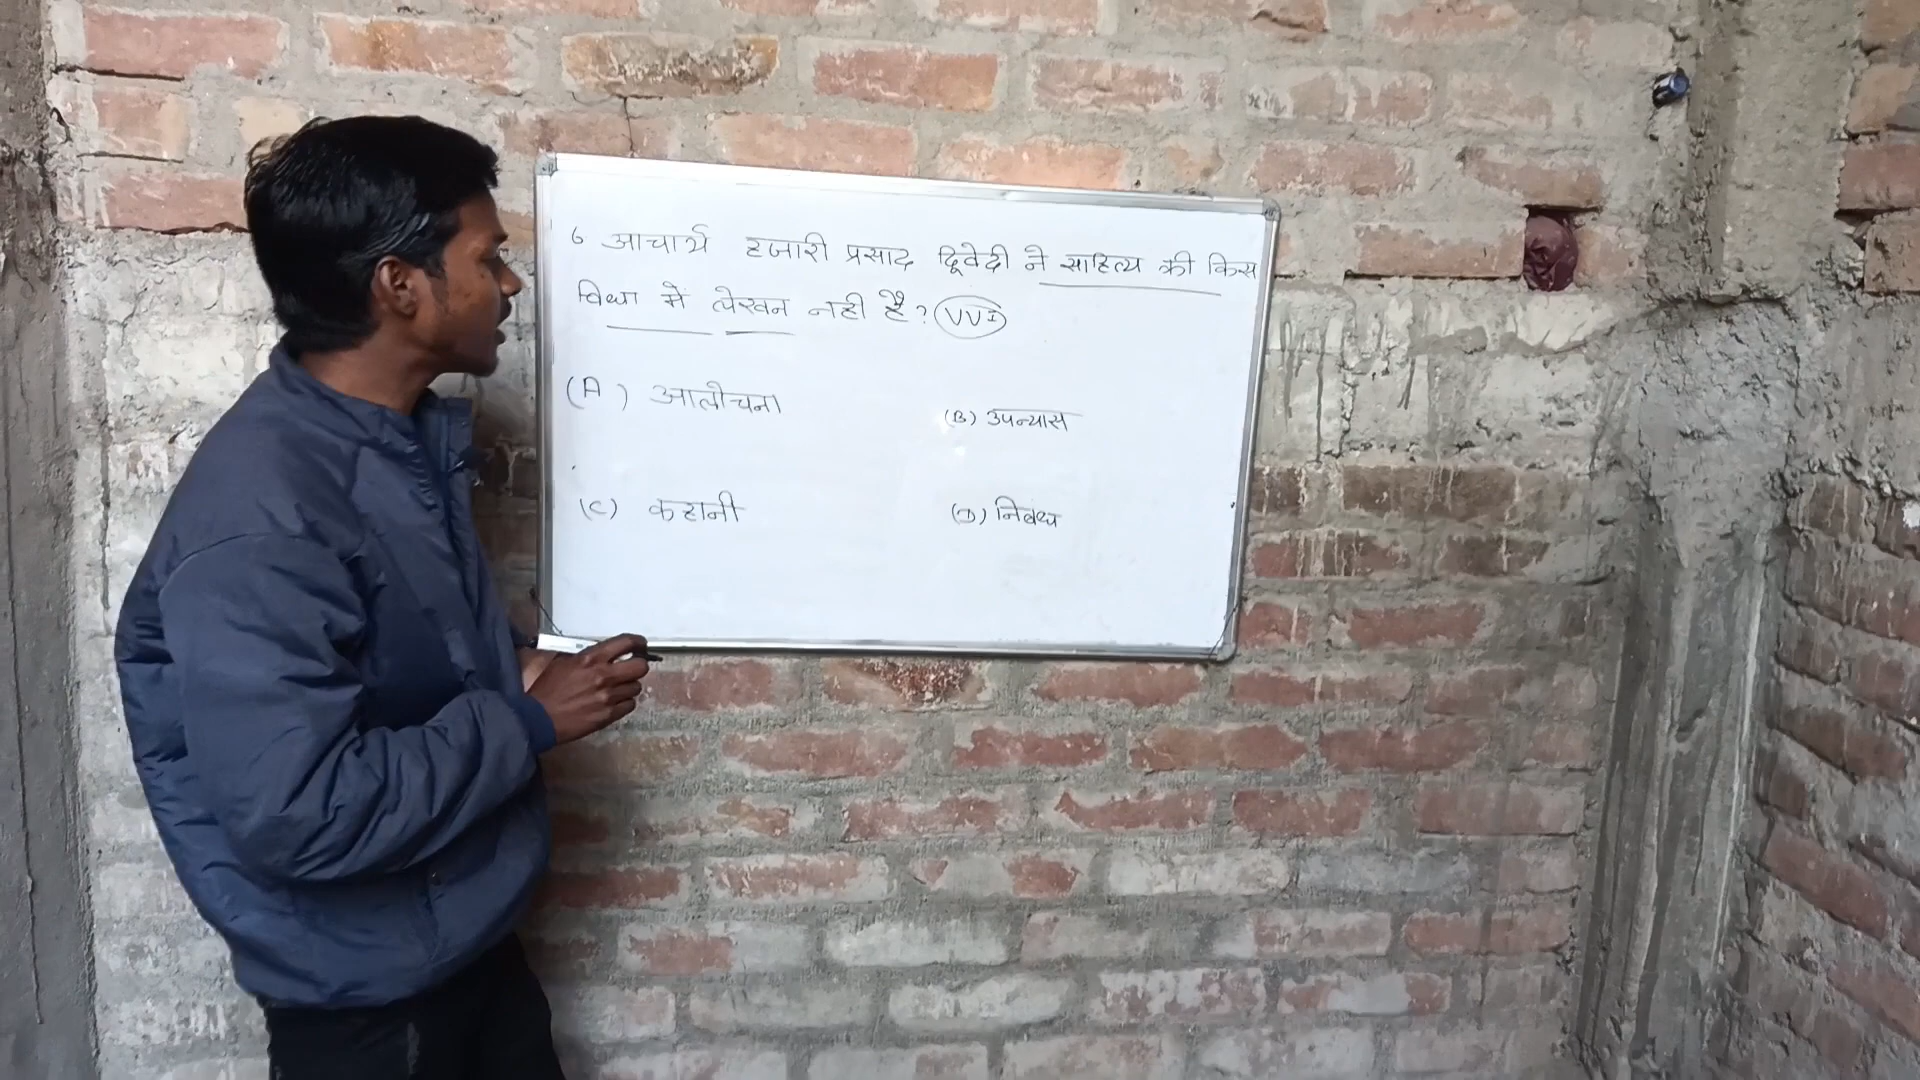 6 आचार्य हजारी प्रसाद द्विवेदी ने साहित्य की किस
विधा में लेखन नही है? VVI
(A) आलोचना
(B) उपन्यास
(C) कहानी
(D) निबंध